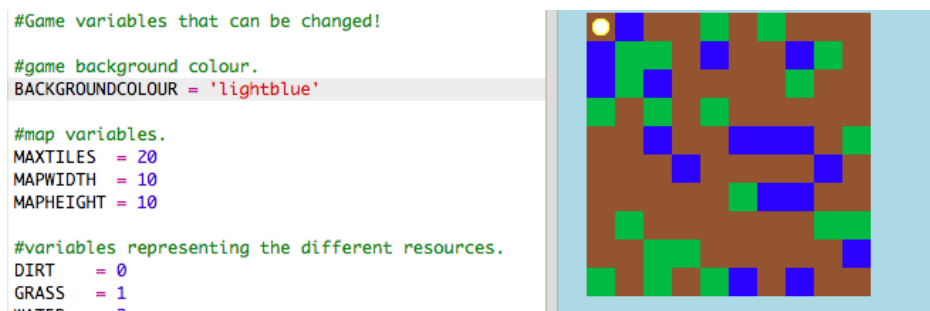 #Game variables that can be changed!
#game background colour.
BACKGROUNDCOLOUR = 'lightblue'
#map variables.
MAXTILES = 20
MAPWIDTH = 10
MAPHEIGHT = 10
#variables representing the different resources.
DIRT = 0
GRASS = 1